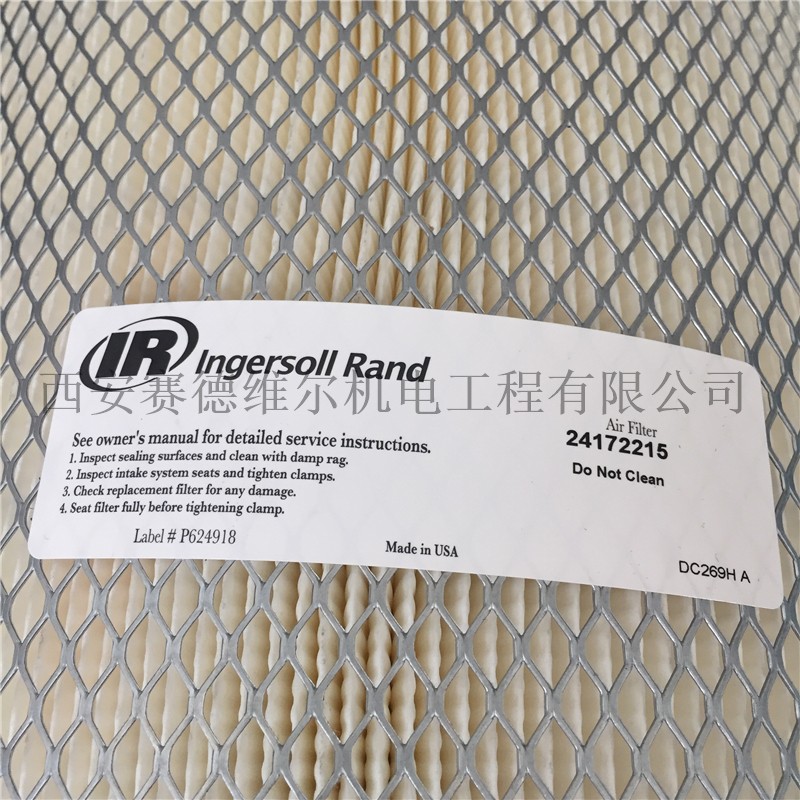 IR Ingersoll Rand
西安赛德维尔机电工程有限公司
See owner's manual for detailed service instructions.
1. Inspect sealing surfaces and clean with damp rag.
2. Inspect intake system seats and tighten clamps.
3. Check replacement filter for any damage.
4. Seat filter fully before tightening clamp.
Label # P624918
Made in USA
Air Filter
24172215
Do Not Clean
DC269H A